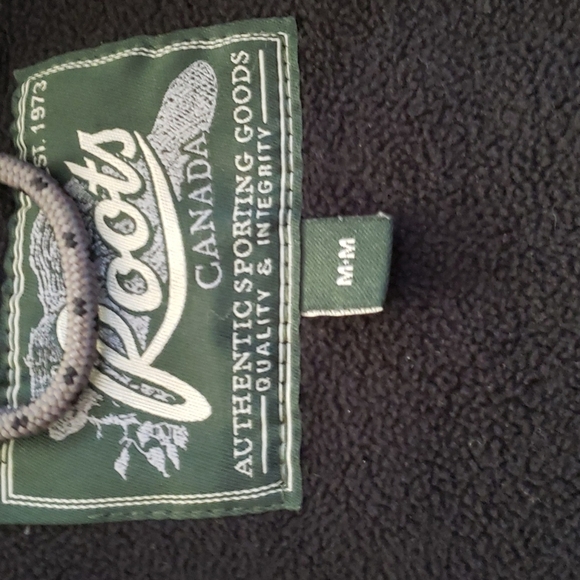 EST. 1973
Roots
CANADA
AUTHENTIC SPORTING GOODS
QUALITY & INTEGRITY
M·M